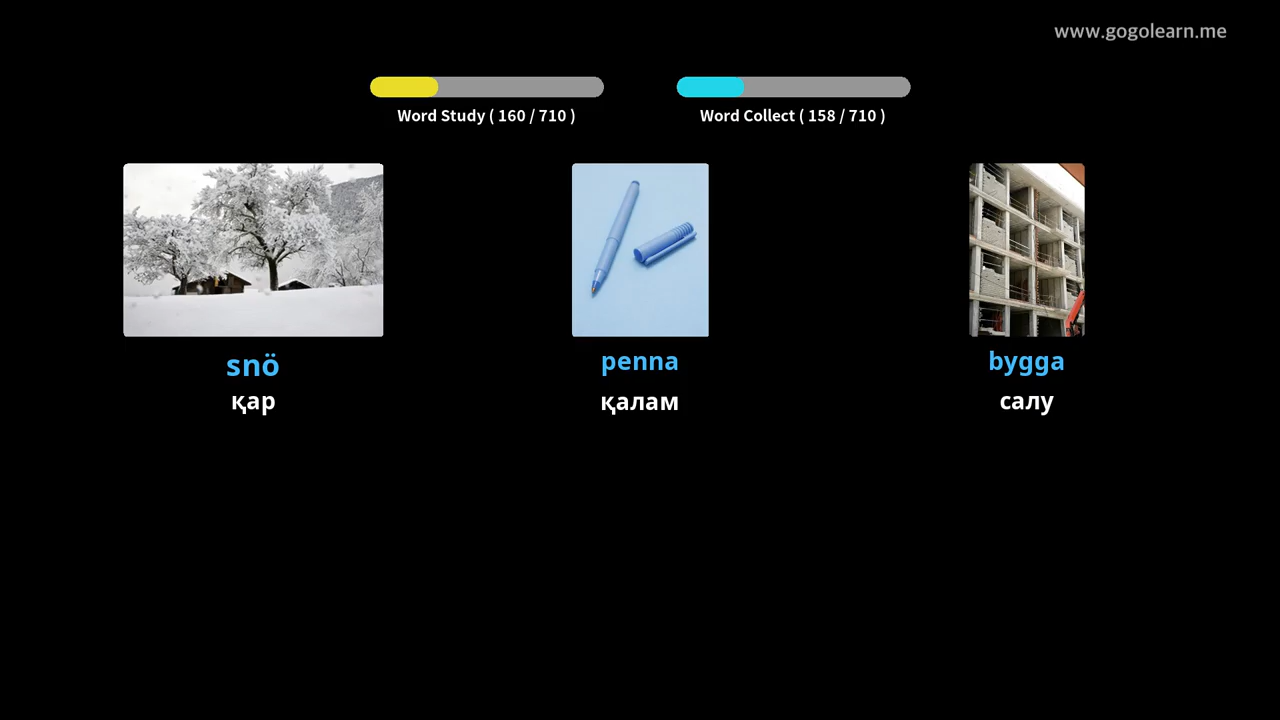 www.gogolearn.me
Word Study ( 160 / 710 )
Word Collect ( 158 / 710 )
snö
penna
bygga
қар
қалам
салу